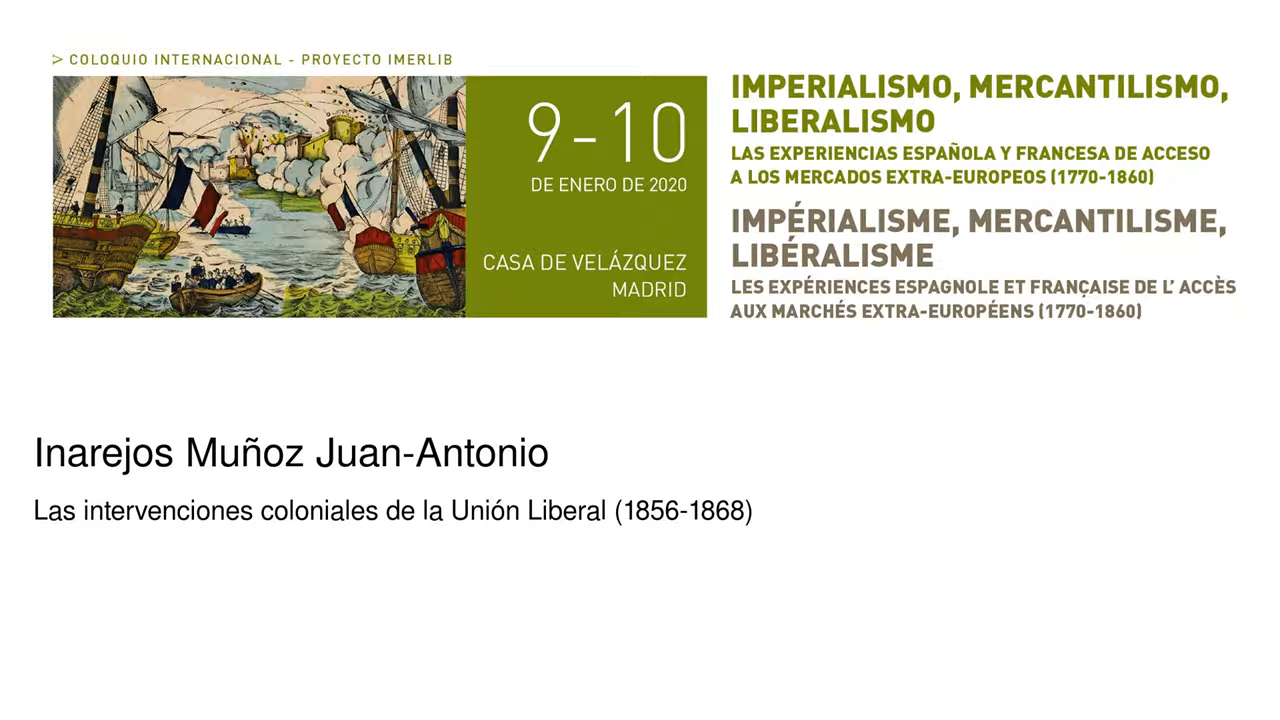 > COLOQUIO INTERNACIONAL - PROYECTO IMERLIB
9-10
DE ENERO DE 2020
CASA DE VELÁZQUEZ
MADRID
IMPERIALISMO, MERCANTILISMO,
LIBERALISMO
LAS EXPERIENCIAS ESPAÑOLA Y FRANCESA DE ACCESO
A LOS MERCADOS EXTRA-EUROPEOS (1770-1860)
IMPÉRIALISME, MERCANTILISME,
LIBÉRALISME
LES EXPÉRIENCES ESPAGNOLE ET FRANÇAISE DE L' ACCÈS
AUX MARCHÉS EXTRA-EUROPÉENS (1770-1860)
Inarejos Muñoz Juan-Antonio
Las intervenciones coloniales de la Unión Liberal (1856-1868)